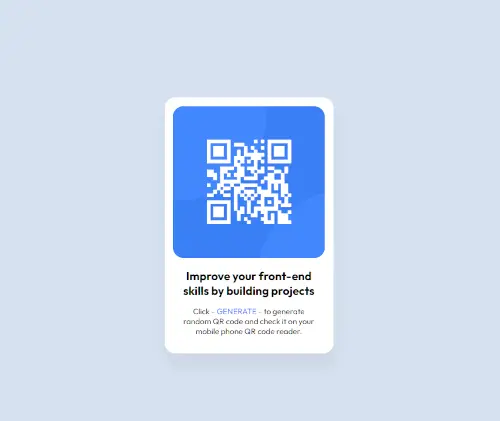 Improve your front-end
skills by building projects
Click - GENERATE - to generate
random QR code and check it on your
mobile phone QR code reader.